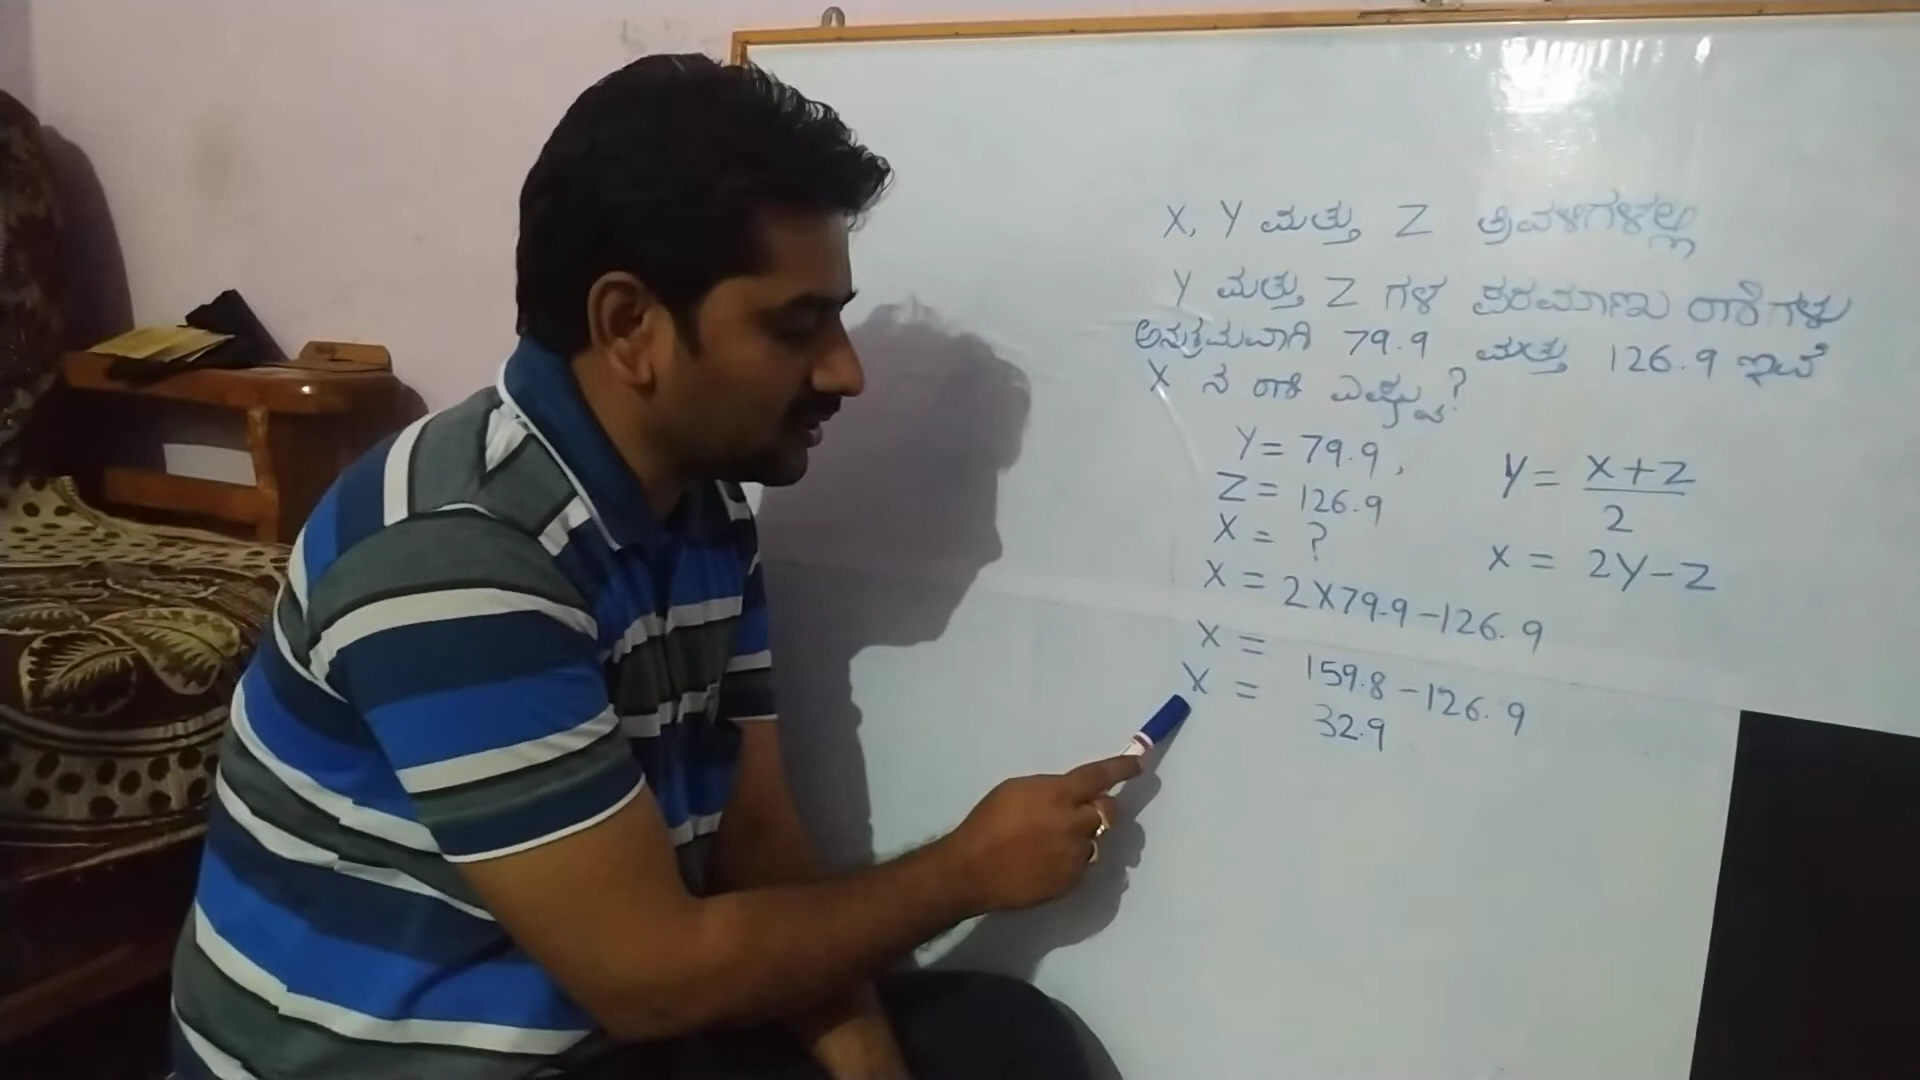 X, Y ಮತ್ತು Z ತ್ರಿವಳಿಗಳಲ್ಲಿ
Y ಮತ್ತು Z ಗಳ ಪರಮಾಣು ರಾಶಿಗಳು
ಅನುಕ್ರಮವಾಗಿ 79.9 ಮತ್ತು 126.9 ಇವೆ
X ನ ರಾಶಿ ಎಷ್ಟು?
Y = 79.9,
Z = 126.9
X = ?
X = 2X79.9-126.9
X = 159.8-126.9
X = 32.9
y = X+Z
2
X = 2Y-Z